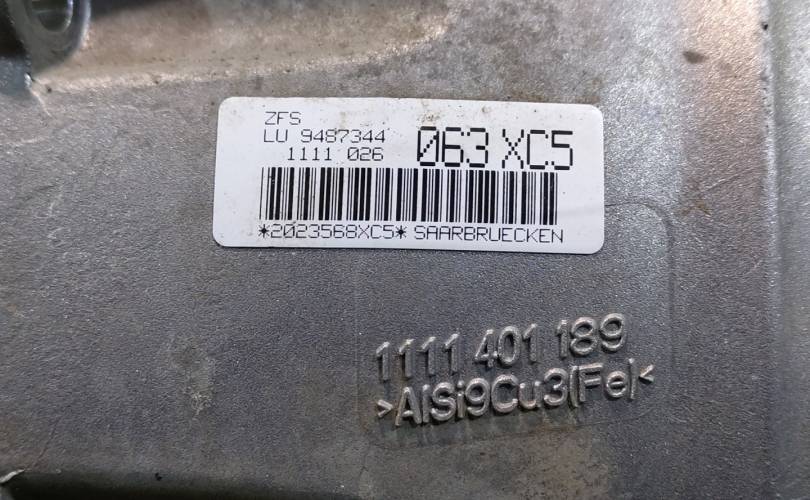 ZFS
LU 9487344
1111 026
063 XC5
*2023568XC5* SAARBRUECKEN
1111 401 189
>AlSi9Cu3(Fe)<